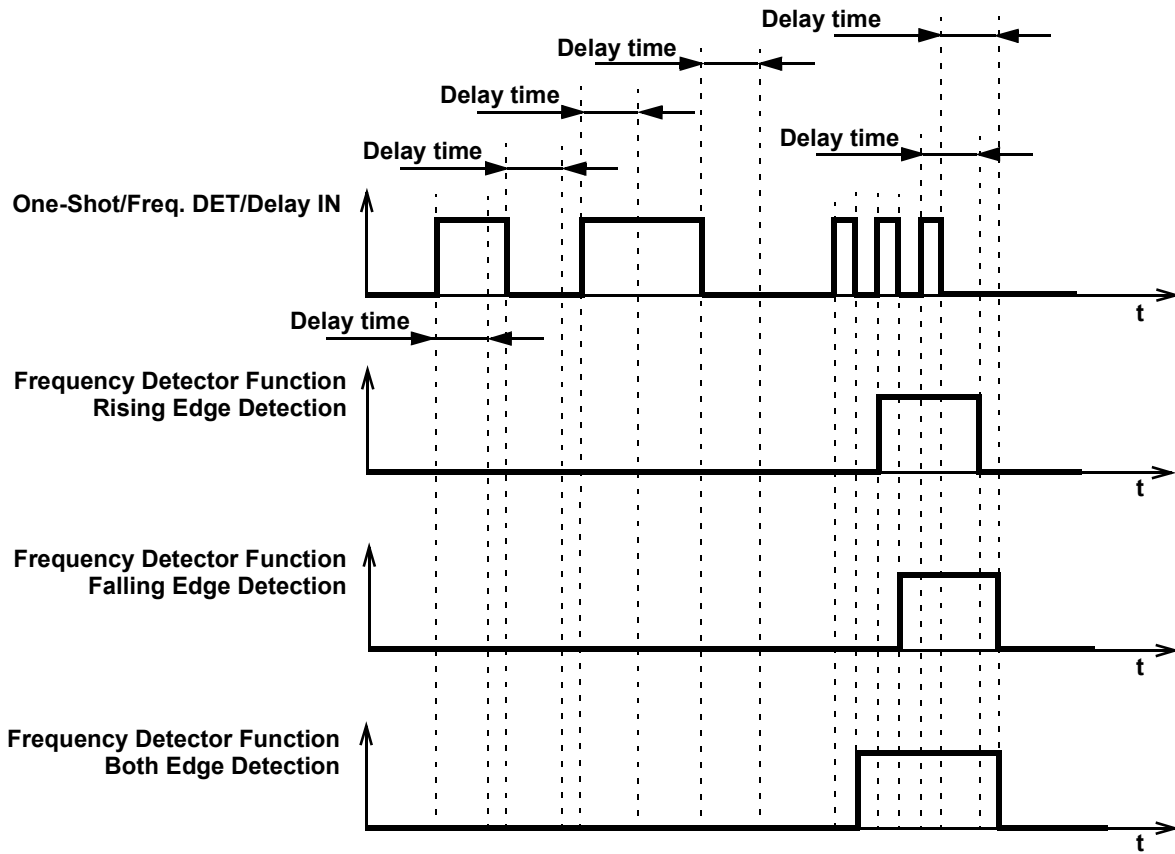 Delay time
Delay time
Delay time
Delay time
Delay time
One-Shot/Freq. DET/Delay IN
t
Delay time
Frequency Detector Function
Rising Edge Detection
t
Frequency Detector Function
Falling Edge Detection
t
Frequency Detector Function
Both Edge Detection
t